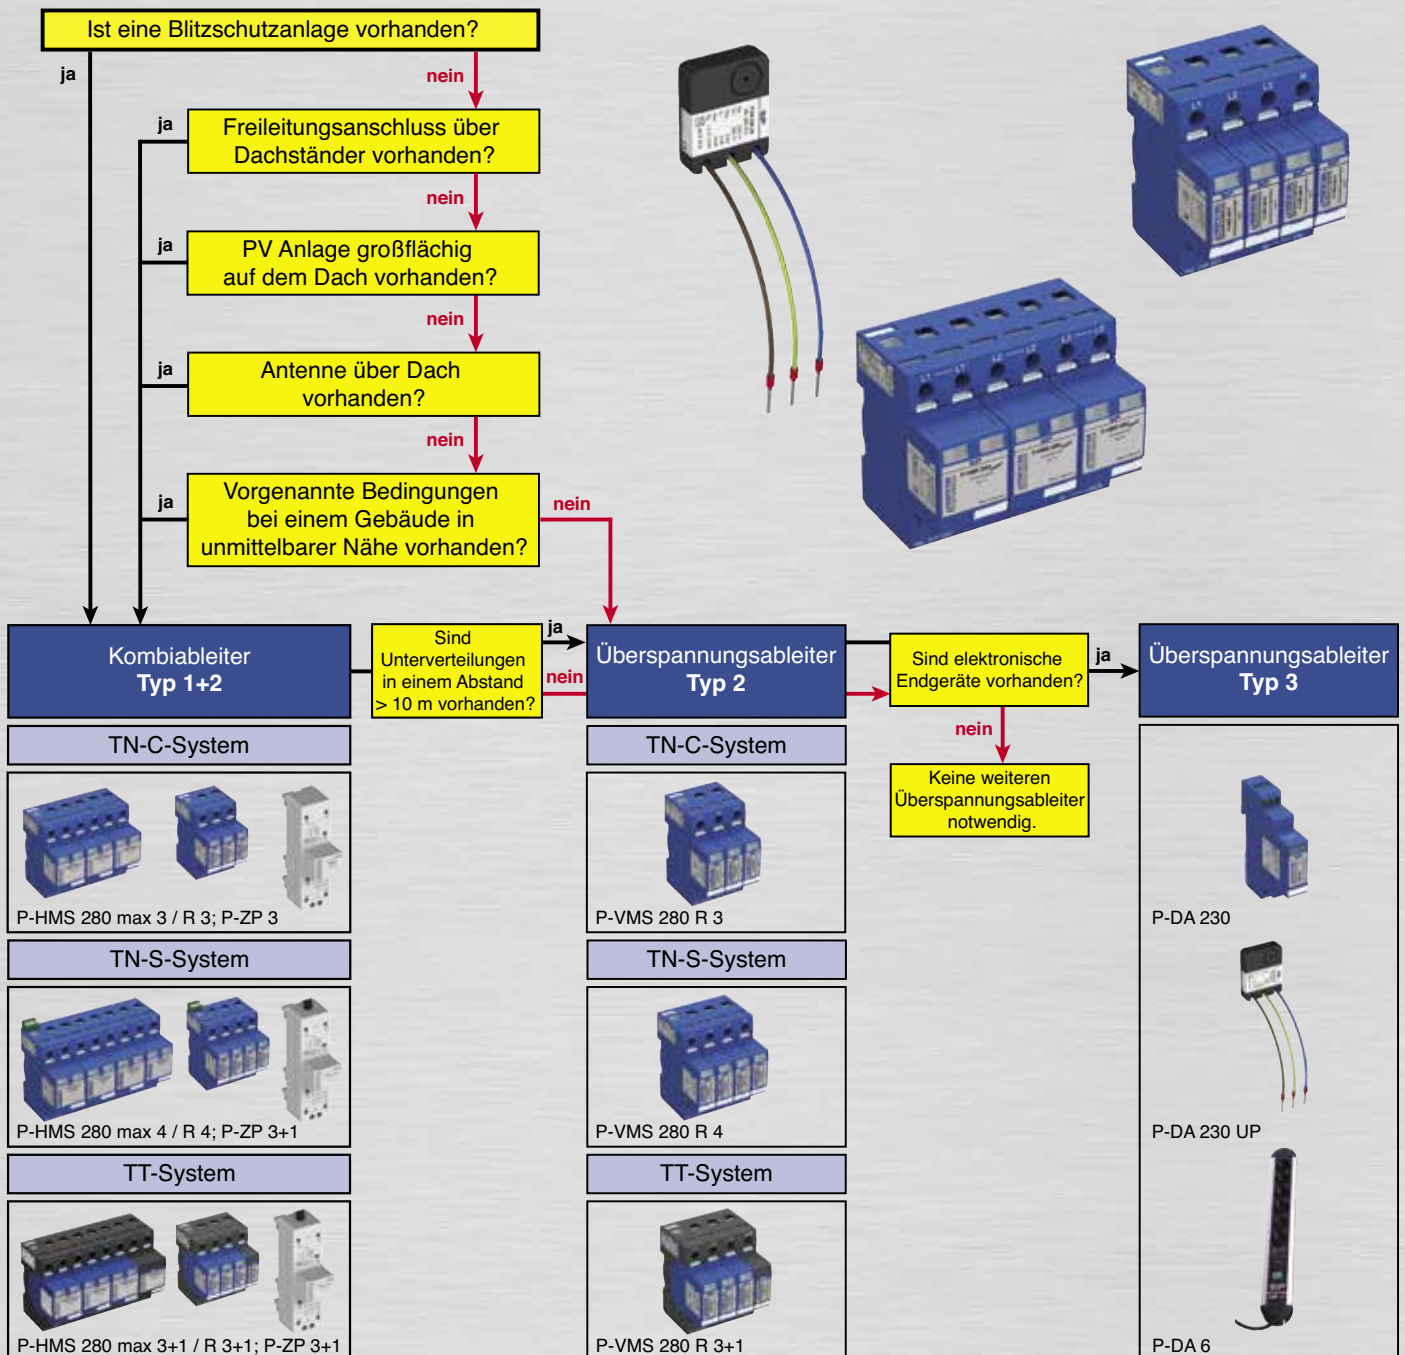 Ist eine Blitzschutzanlage vorhanden?
ja
nein
ja
Freileitungsanschluss über
Dachständer vorhanden?
nein
ja
PV Anlage großflächig
auf dem Dach vorhanden?
nein
ja
Antenne über Dach
vorhanden?
nein
ja
Vorgenannte Bedingungen
bei einem Gebäude in
unmittelbarer Nähe vorhanden?
nein
Kombiableiter
Typ 1+2
Sind
Unterverteilungen
in einem Abstand
> 10 m vorhanden?
ja
nein
Überspannungsableiter
Typ 2
Sind elektronische
Endgeräte vorhanden?
ja
nein
Überspannungsableiter
Typ 3
Keine weiteren
Überspannungsableiter
notwendig.
TN-C-System
P-HMS 280 max 3 / R 3; P-ZP 3
TN-S-System
P-HMS 280 max 4 / R 4; P-ZP 3+1
TT-System
P-HMS 280 max 3+1 / R 3+1; P-ZP 3+1
TN-C-System
P-VMS 280 R 3
TN-S-System
P-VMS 280 R 4
TT-System
P-VMS 280 R 3+1
P-DA 230
P-DA 230 UP
P-DA 6